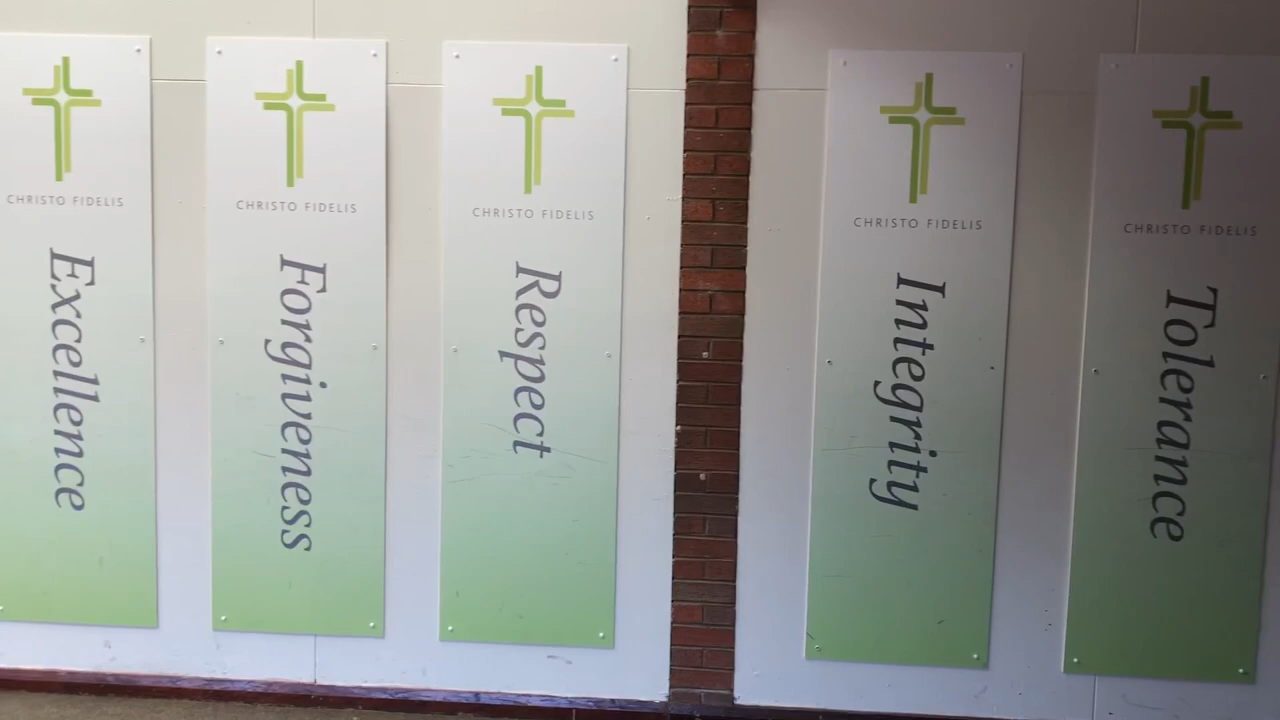 CHRISTO FIDELIS
Excellence
CHRISTO FIDELIS
Forgiveness
CHRISTO FIDELIS
Respect
CHRISTO FIDELIS
Integrity
CHRISTO FIDELIS
Tolerance